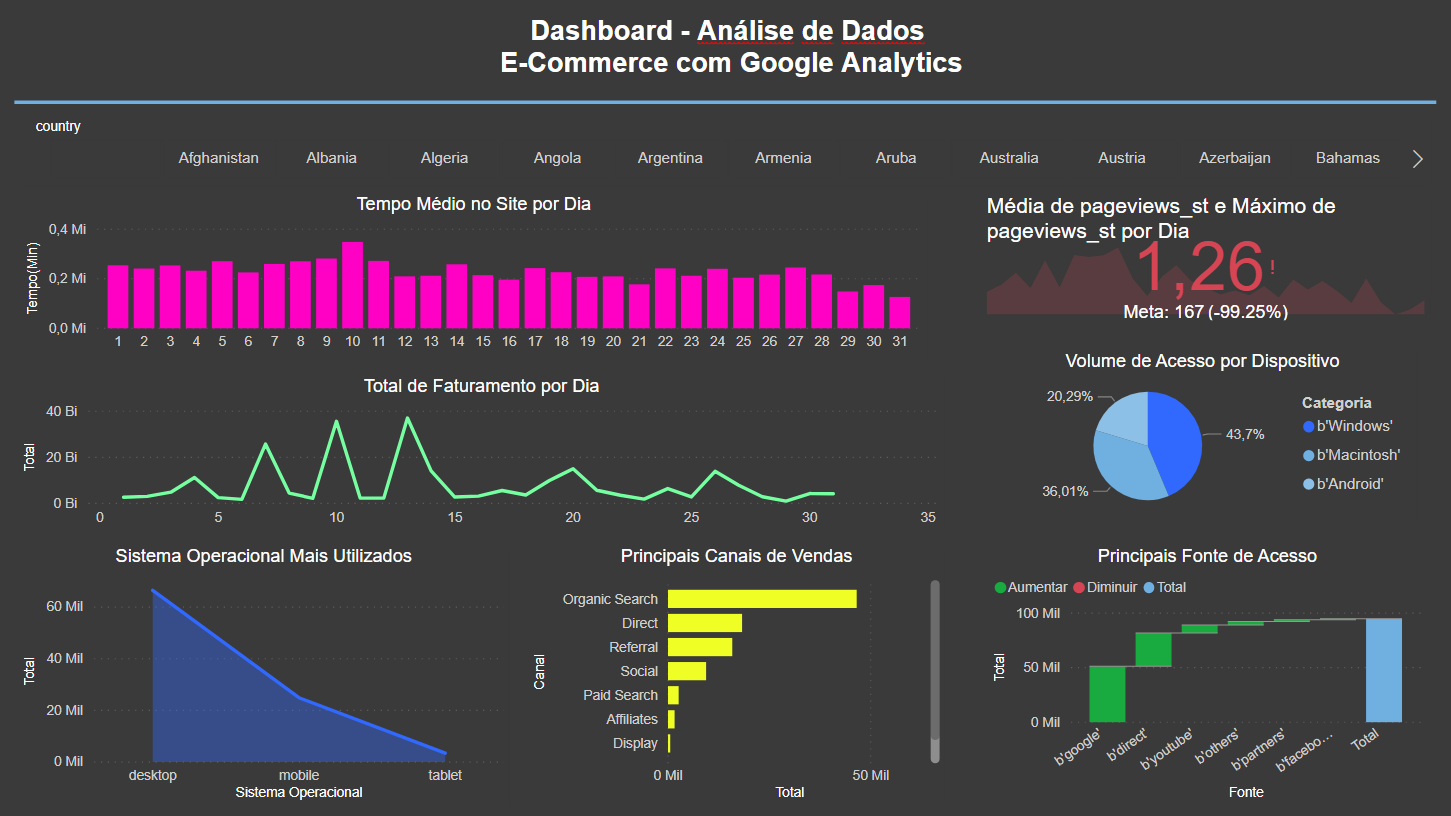 Dashboard - Análise de Dados
E-Commerce com Google Analytics
country
Afghanistan Albania Algeria Angola Argentina Armenia Aruba Australia Austria Azerbaijan Bahamas
Tempo Médio no Site por Dia
Tempo(Min)
0,4 Mi
0,2 Mi
0,0 Mi
1 2 3 4 5 6 7 8 9 10 11 12 13 14 15 16 17 18 19 20 21 22 23 24 25 26 27 28 29 30 31
Média de pageviews_st e Máximo de
pageviews_st por Dia
1,26!
Meta: 167 (-99.25%)
Total de Faturamento por Dia
Total
40 Bi
20 Bi
0 Bi
0 5 10 15 20 25 30 35
Volume de Acesso por Dispositivo
20,29%
43,7%
36,01%
Categoria
b'Windows'
b'Macintosh'
b'Android'
Sistema Operacional Mais Utilizados
Total
60 Mil
40 Mil
20 Mil
0 Mil
desktop mobile tablet
Sistema Operacional
Principais Canais de Vendas
Canal
Organic Search
Direct
Referral
Social
Paid Search
Affiliates
Display
0 Mil 50 Mil
Total
Principais Fonte de Acesso
Aumentar Diminuir Total
Total
100 Mil
50 Mil
0 Mil
b'google' b'direct' b'youtube' b'others' b'partners' b'facebo... Total
Fonte